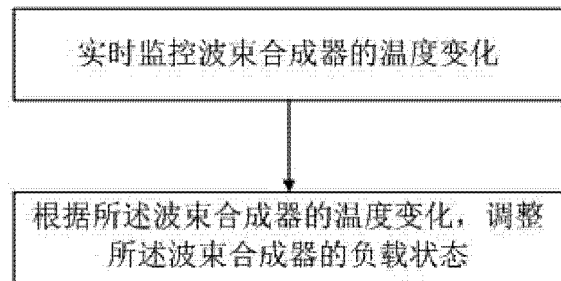 实时监控波束合成器的温度变化
根据所述波束合成器的温度变化，调整
所述波束合成器的负载状态